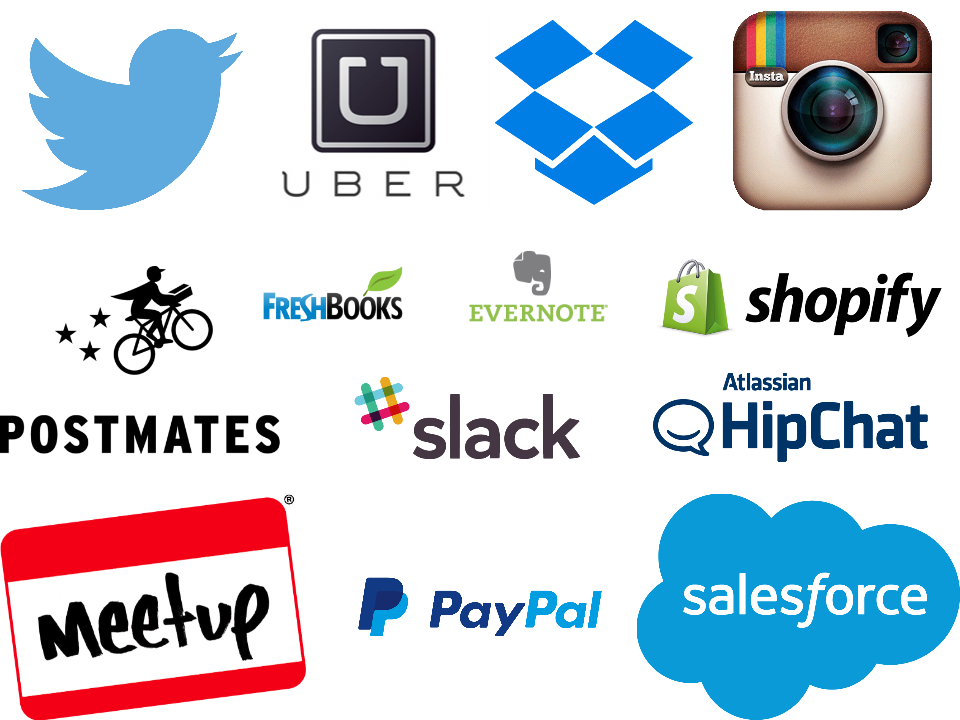 U
UBER
Insta
FRESHBOOKS
EVERNOTE®
S shopify
POSTMATES
slack
Atlassian
HipChat
meetup®
P PayPal
salesforce